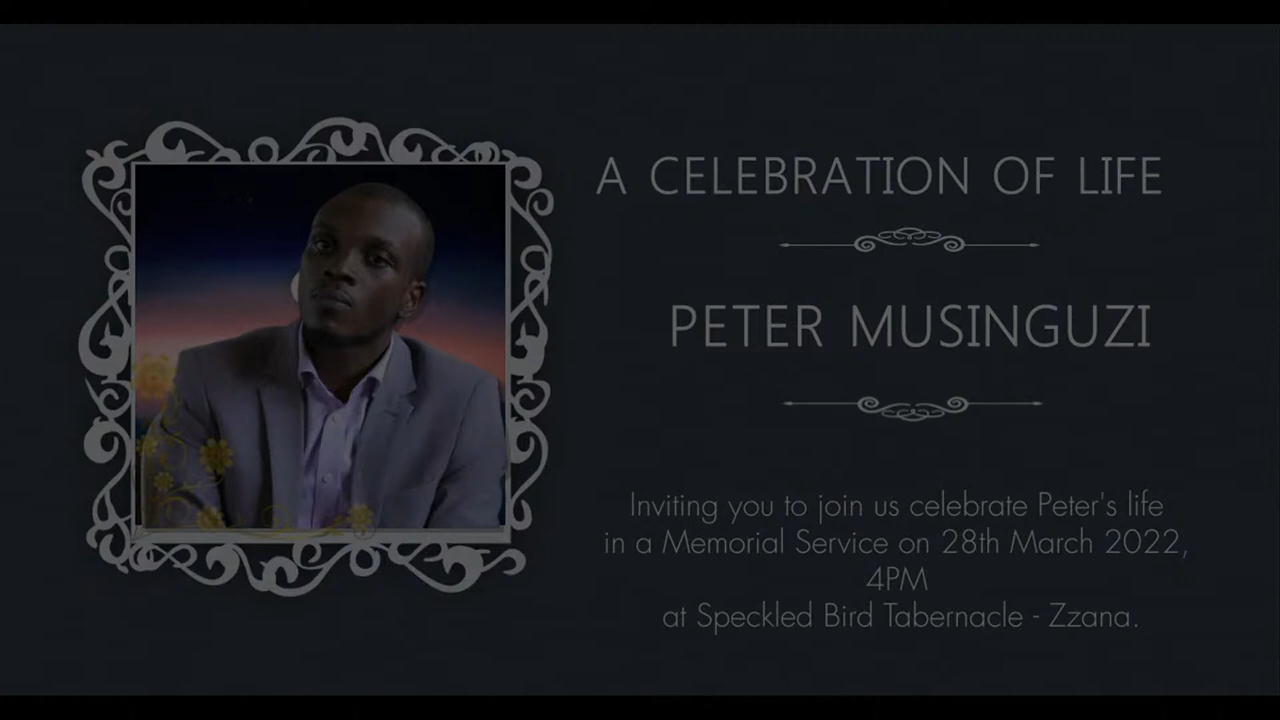 A CELEBRATION OF LIFE
PETER MUSINGUZI
Inviting you to join us celebrate Peter's life
in a Memorial Service on 28th March 2022,
4PM
at Speckled Bird Tabernacle - Zzana.